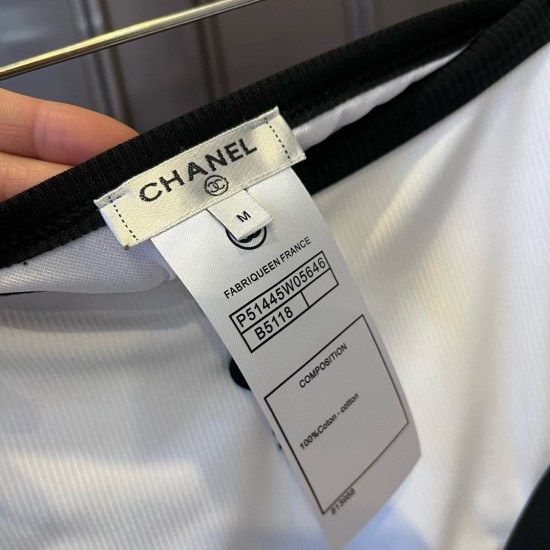 CHANEL
M
FABRIQUEEN FRANCE
P51445W05646
B5118
COMPOSITION
100%Coton - cotton